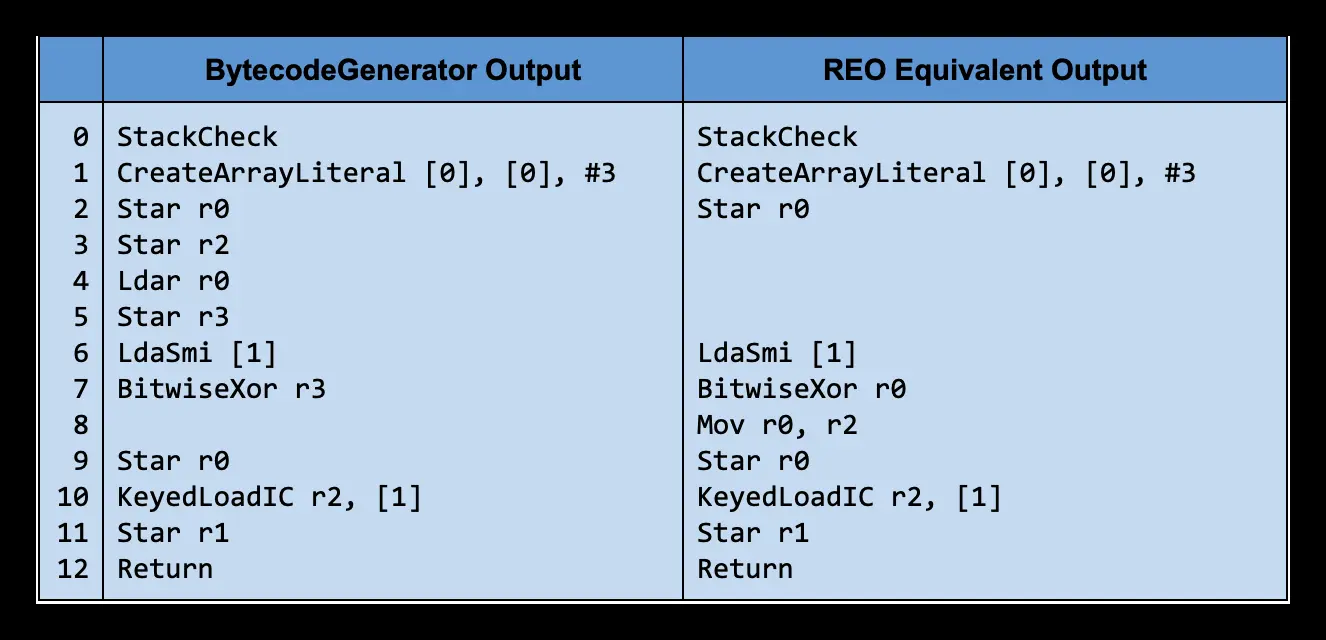 BytecodeGenerator Output REO Equivalent Output
0 StackCheck StackCheck
1 CreateArrayLiteral [0], [0], #3 CreateArrayLiteral [0], [0], #3
2 Star r0 Star r0
3 Star r2
4 Ldar r0
5 Star r3
6 LdaSmi [1] LdaSmi [1]
7 BitwiseXor r3 BitwiseXor r0
8 Mov r0, r2
9 Star r0 Star r0
10 KeyedLoadIC r2, [1] KeyedLoadIC r2, [1]
11 Star r1 Star r1
12 Return Return